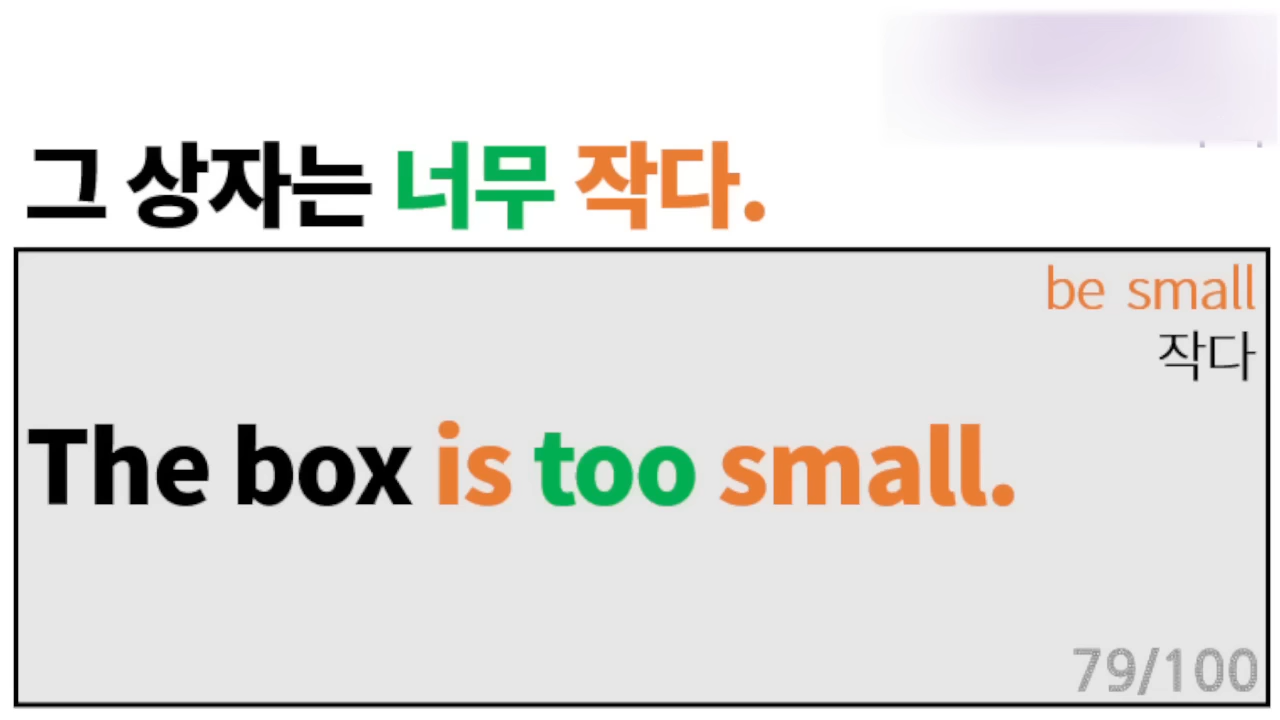 그 상자는 너무 작다.
be small
작다
The box is too small.
79/100